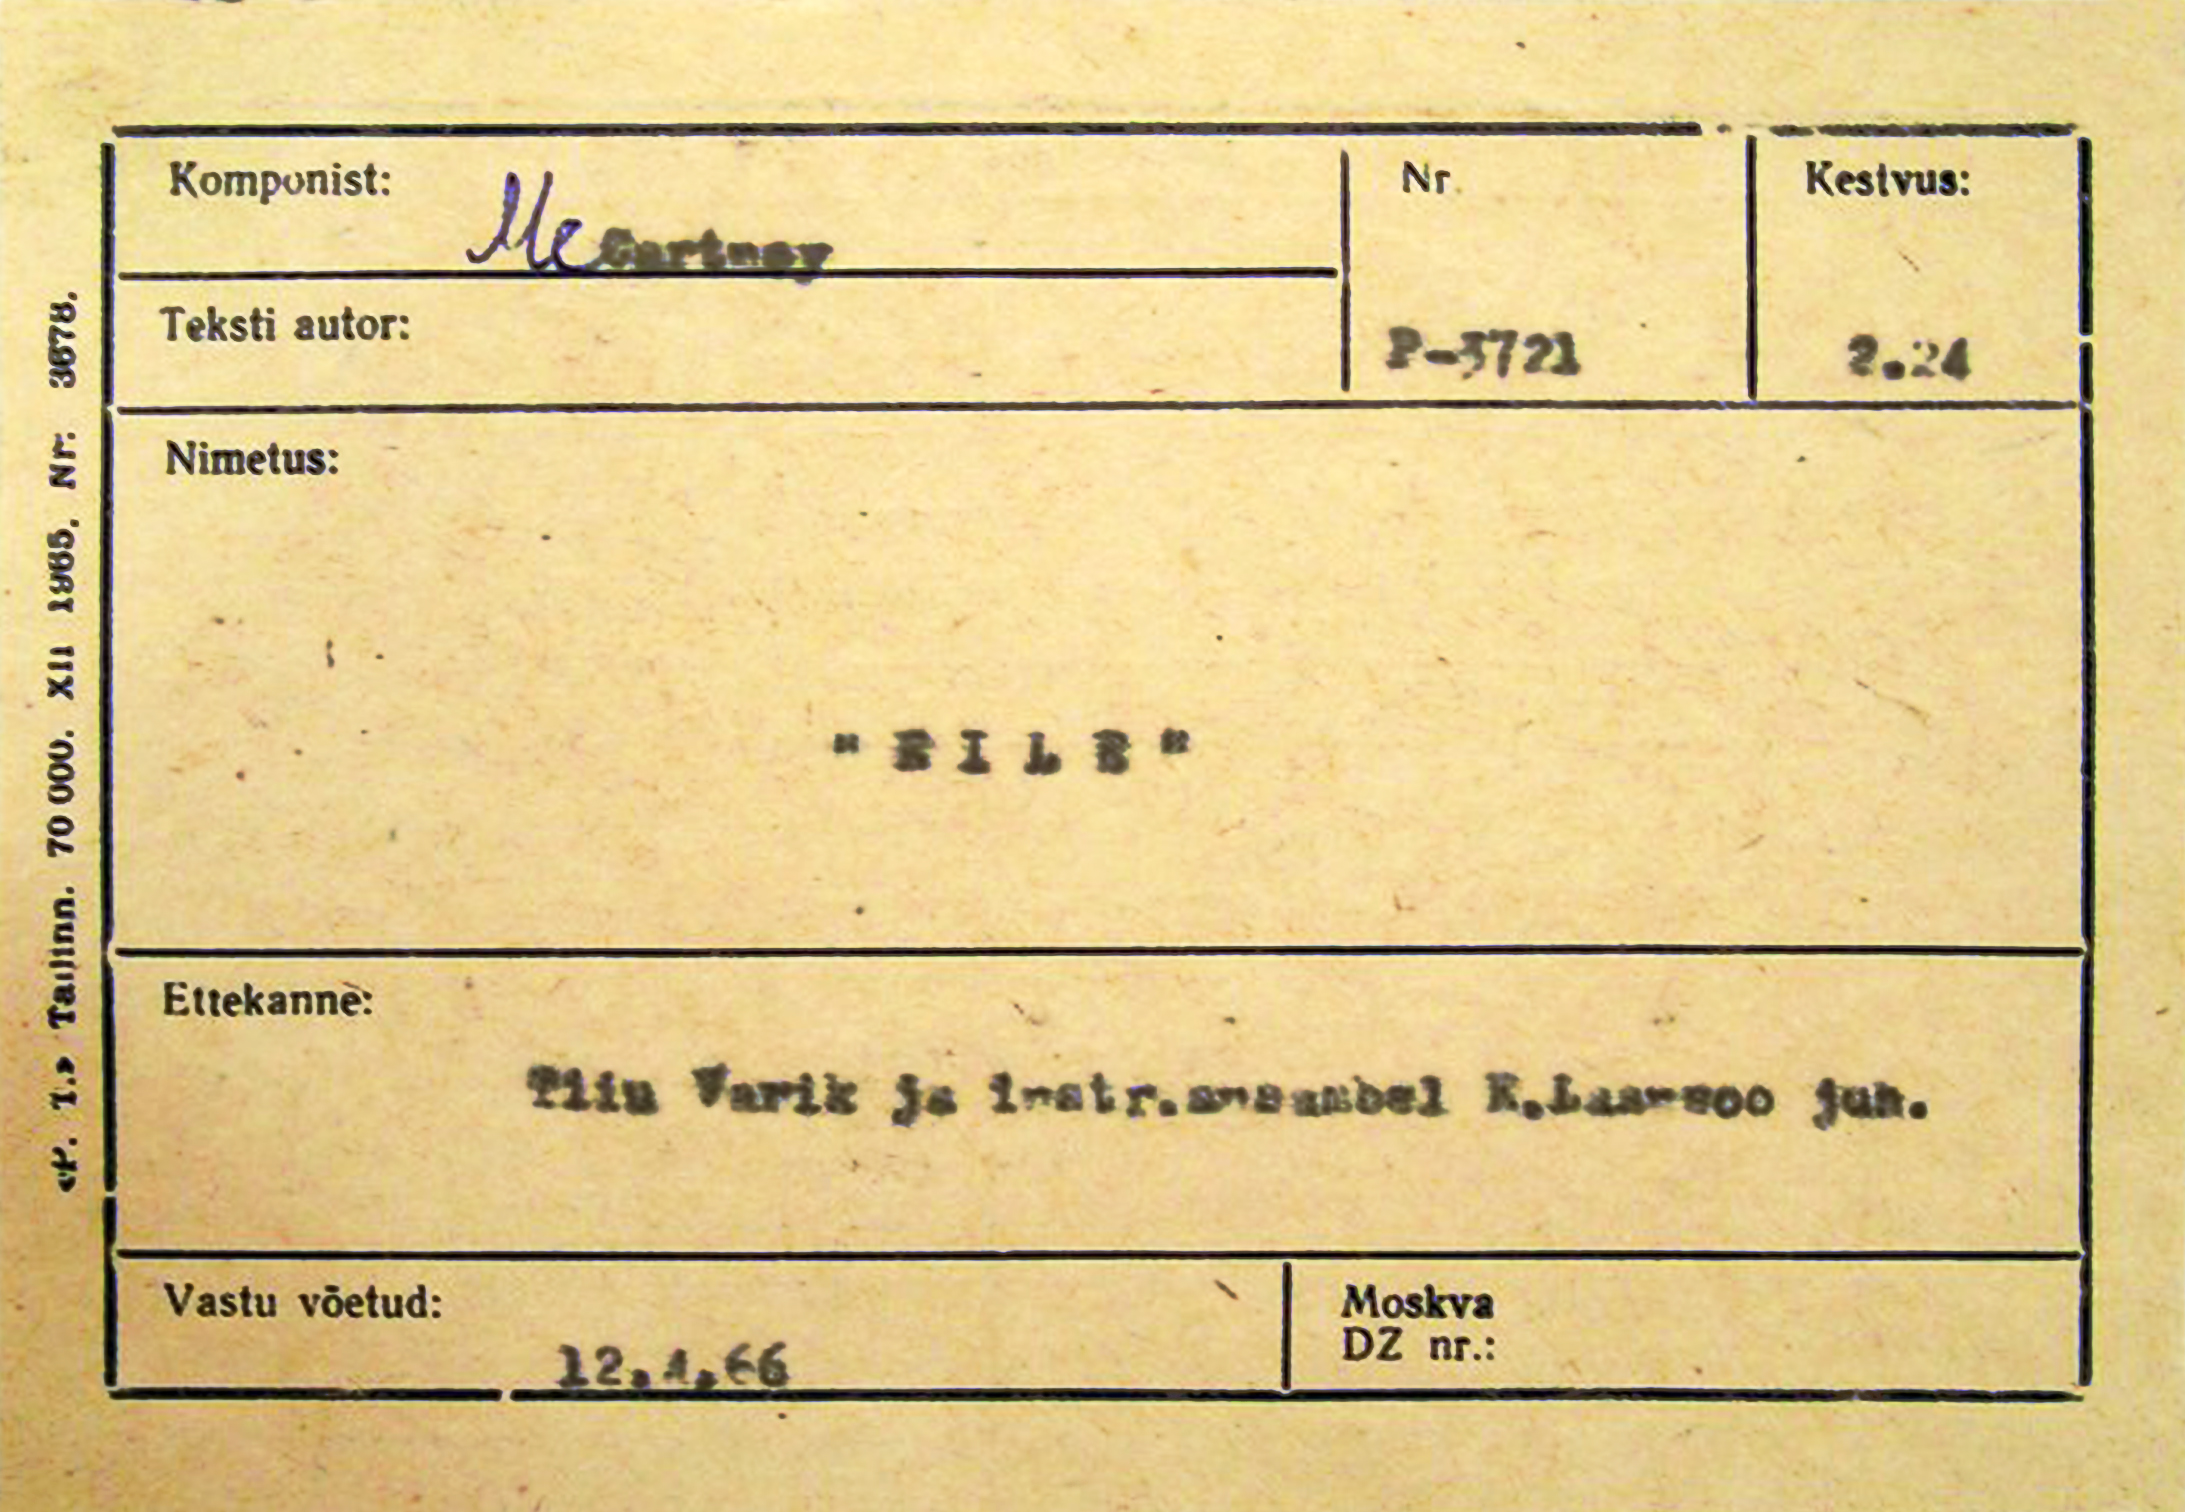 Komponist: McCartney
Nr.
Kestvus:
Teksti autor:
P-3721
2.24
Nimetus:
"EILE"
Ettekanne:
Tiiu Varik ja instr.ansambel K.Laansoo juh.
Vastu võetud:
12.4.66
Moskva
DZ nr.:
«P. T.» Tallinn. 70 000. XII 1965. Nr. 3678.